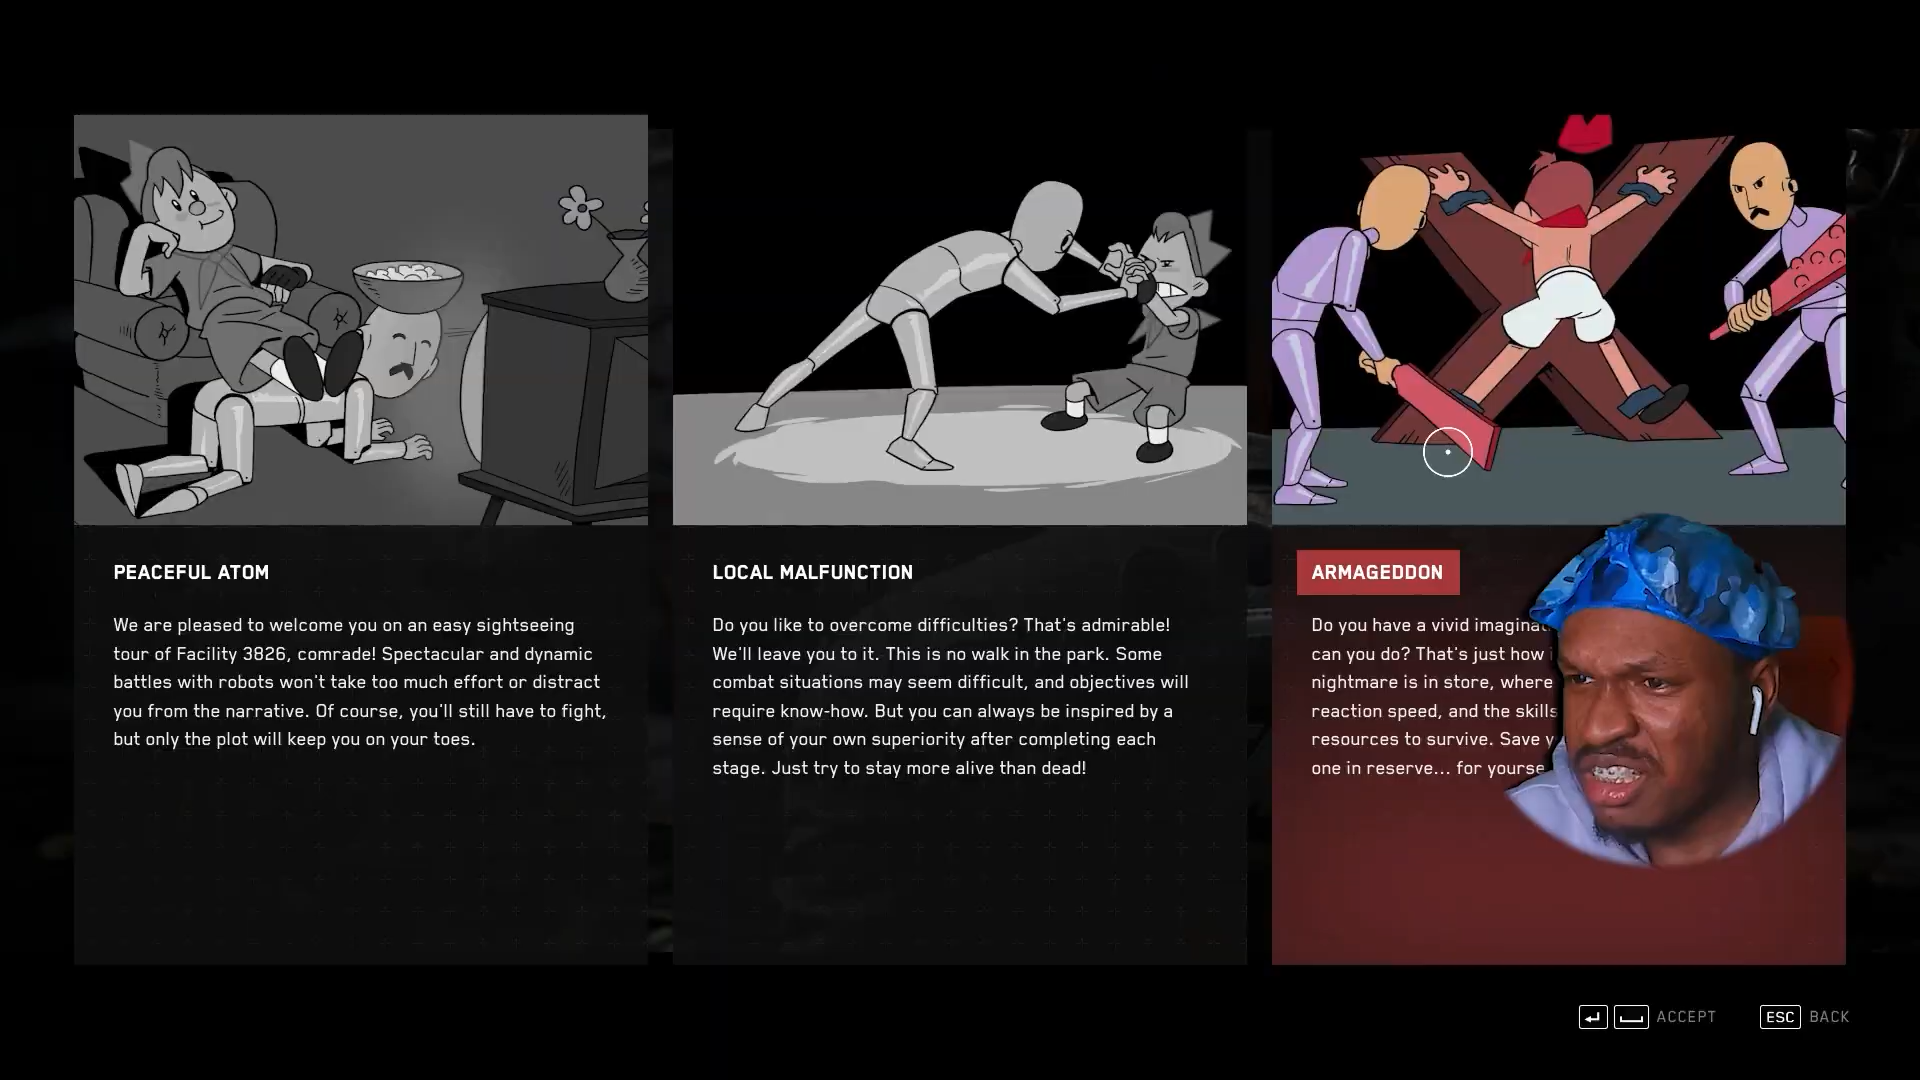 PEACEFUL ATOM
We are pleased to welcome you on an easy sightseeing
tour of Facility 3826, comrade! Spectacular and dynamic
battles with robots won't take too much effort or distract
you from the narrative. Of course, you'll still have to fight,
but only the plot will keep you on your toes.
LOCAL MALFUNCTION
Do you like to overcome difficulties? That's admirable!
We'll leave you to it. This is no walk in the park. Some
combat situations may seem difficult, and objectives will
require know-how. But you can always be inspired by a
sense of your own superiority after completing each
stage. Just try to stay more alive than dead!
ARMAGEDDON
Do you have a vivid
can you do? That's just how
nightmare is in store, where
reaction speed, and the skills
resources to survive. Save
one in reserve... for
ACCEPT
ESC BACK